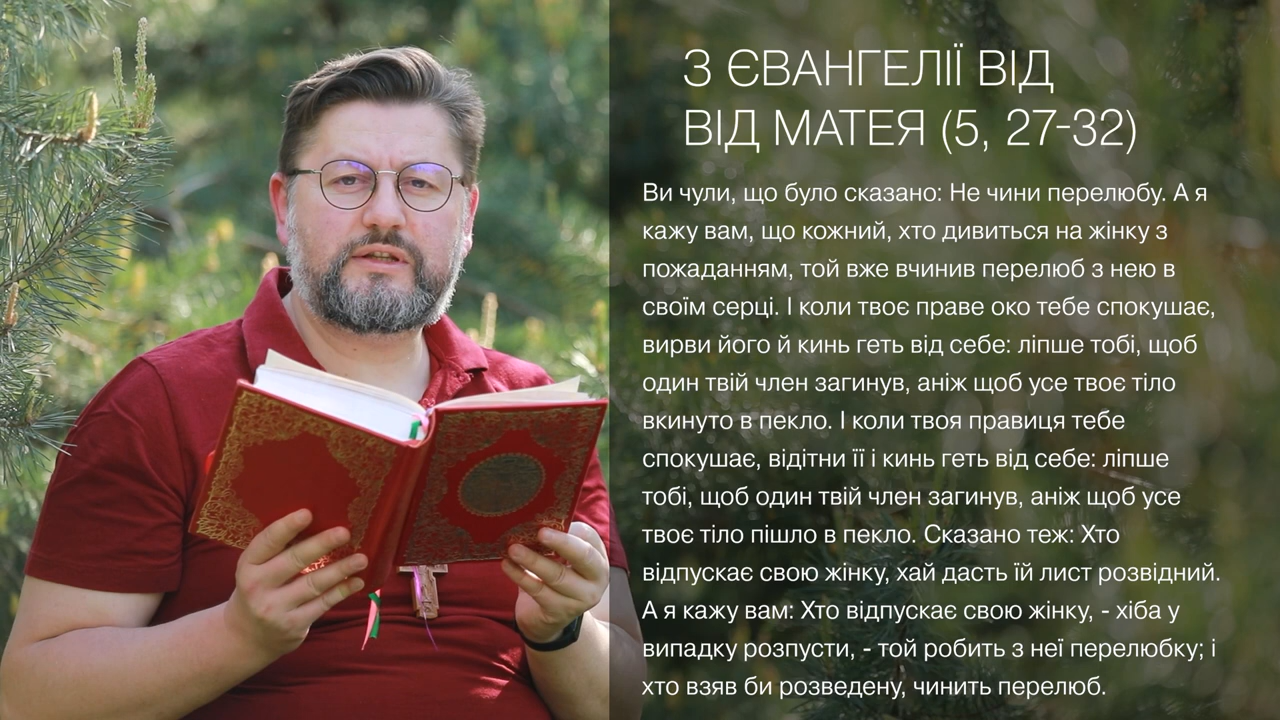 З ЄВАНГЕЛІЇ ВІД
ВІД МАТЕЯ (5, 27-32)
Ви чули, що було сказано: Не чини перелюбу. А я
кажу вам, що кожний, хто дивиться на жінку з
пожаданням, той вже вчинив перелюб з нею в
своїм серці. І коли твоє праве око тебе спокушає,
вирви його й кинь геть від себе: ліпше тобі, щоб
один твій член загинув, аніж щоб усе твоє тіло
вкинуто в пекло. І коли твоя правиця тебе
спокушає, відітни її і кинь геть від себе: ліпше
тобі, щоб один твій член загинув, аніж щоб усе
твоє тіло пішло в пекло. Сказано теж: Хто
відпускає свою жінку, хай дасть їй лист розвідний.
А я кажу вам: Хто відпускає свою жінку, - хіба у
випадку розпусти, - той робить з неї перелюбку; і
хто взяв би розведену, чинить перелюб.